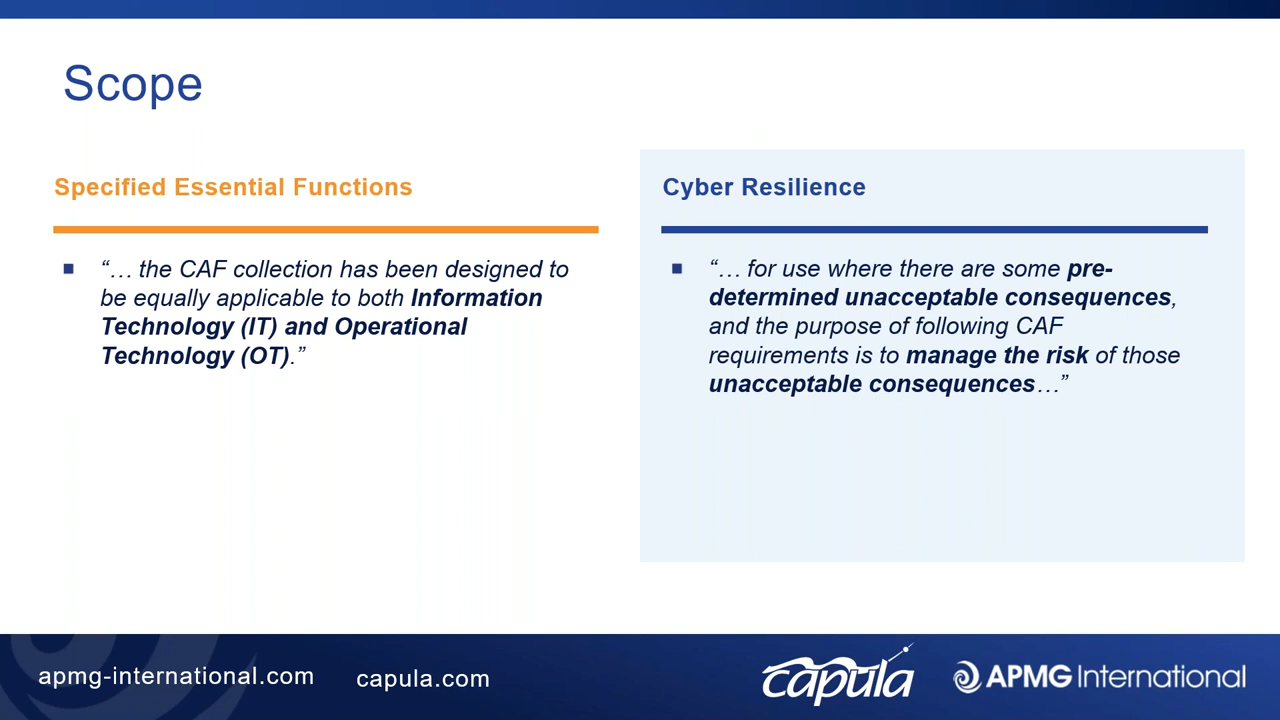 Scope
Specified Essential Functions
▪ “… the CAF collection has been designed to
be equally applicable to both Information
Technology (IT) and Operational
Technology (OT).”
Cyber Resilience
▪ “… for use where there are some pre-
determined unacceptable consequences,
and the purpose of following CAF
requirements is to manage the risk of those
unacceptable consequences…”
apmg-international.com
capula.com
capula
APMG International